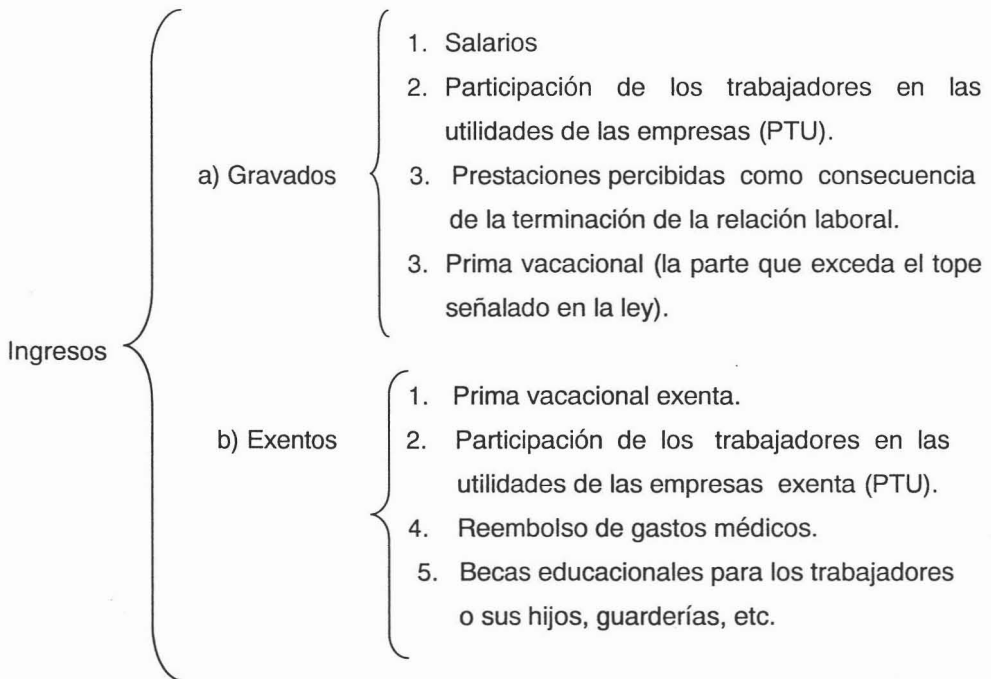 Ingresos
a) Gravados
1. Salarios
2. Participación de los trabajadores en las
utilidades de las empresas (PTU).
3. Prestaciones percibidas como consecuencia
de la terminación de la relación laboral.
3. Prima vacacional (la parte que exceda el tope
señalado en la ley).
b) Exentos
1. Prima vacacional exenta.
2. Participación de los trabajadores en las
utilidades de las empresas exenta (PTU).
4. Reembolso de gastos médicos.
5. Becas educacionales para los trabajadores
o sus hijos, guarderías, etc.